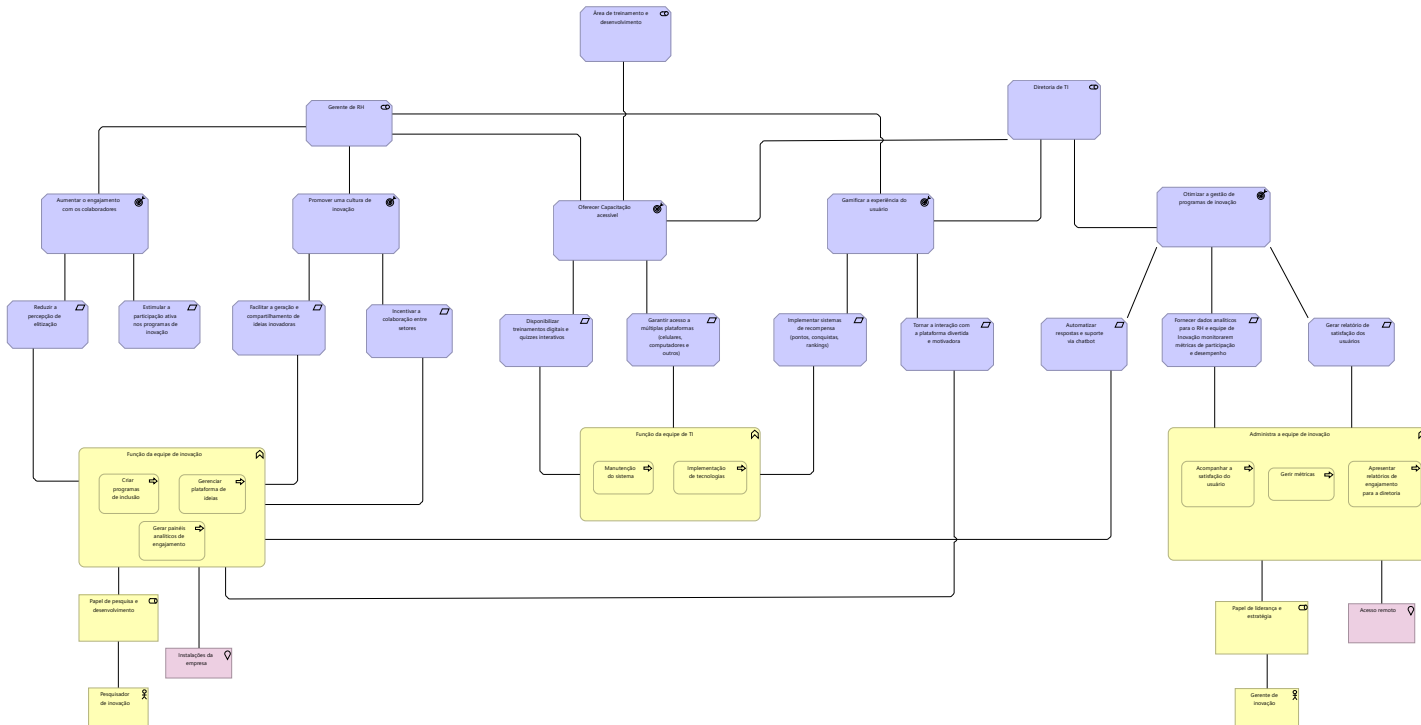 Área de treinamento e
desenvolvimento
Diretoria de TI
Gerente de RH
Aumentar o engajamento
com os colaboradores
Promover uma cultura de
inovação
Oferecer Capacitação
acessível
Gamificar a experiência do
usuário
Otimizar a gestão de
programas de inovação
Reduzir a
percepção de
elitização
Estimular a
participação ativa
nos programas de
inovação
Facilitar a geração e
compartilhamento de
ideias inovadoras
Incentivar a
colaboração entre
setores
Disponibilizar
treinamentos digitais e
quizzes interativos
Garantir acesso a
múltiplas plataformas
(celulares,
computadores e
outros)
Implementar sistemas
de recompensa
(pontos, conquistas,
rankings)
Tornar a interação com
a plataforma divertida
e motivadora
Automatizar
respostas e suporte
via chatbot
Fornecer dados analíticos
para o RH e equipe de
inovação monitorarem
métricas de participação
e desempenho
Gerar relatório de
satisfação dos
usuários
Função da equipe de inovação
Criar
programas
de inclusão
Gerenciar
plataforma de
ideias
Gerar painéis
analíticos de
engajamento
Função da equipe de TI
Manutenção
do sistema
Implementação
de tecnologias
Administra a equipe de inovação
Acompanhar a
satisfação do
usuário
Gerir métricas
Apresentar
relatórios de
engajamento
para a diretoria
Papel de pesquisa e
desenvolvimento
Instalações da
empresa
Pesquisador
de inovação
Papel de liderança e
estratégia
Acesso remoto
Gerente de
inovação